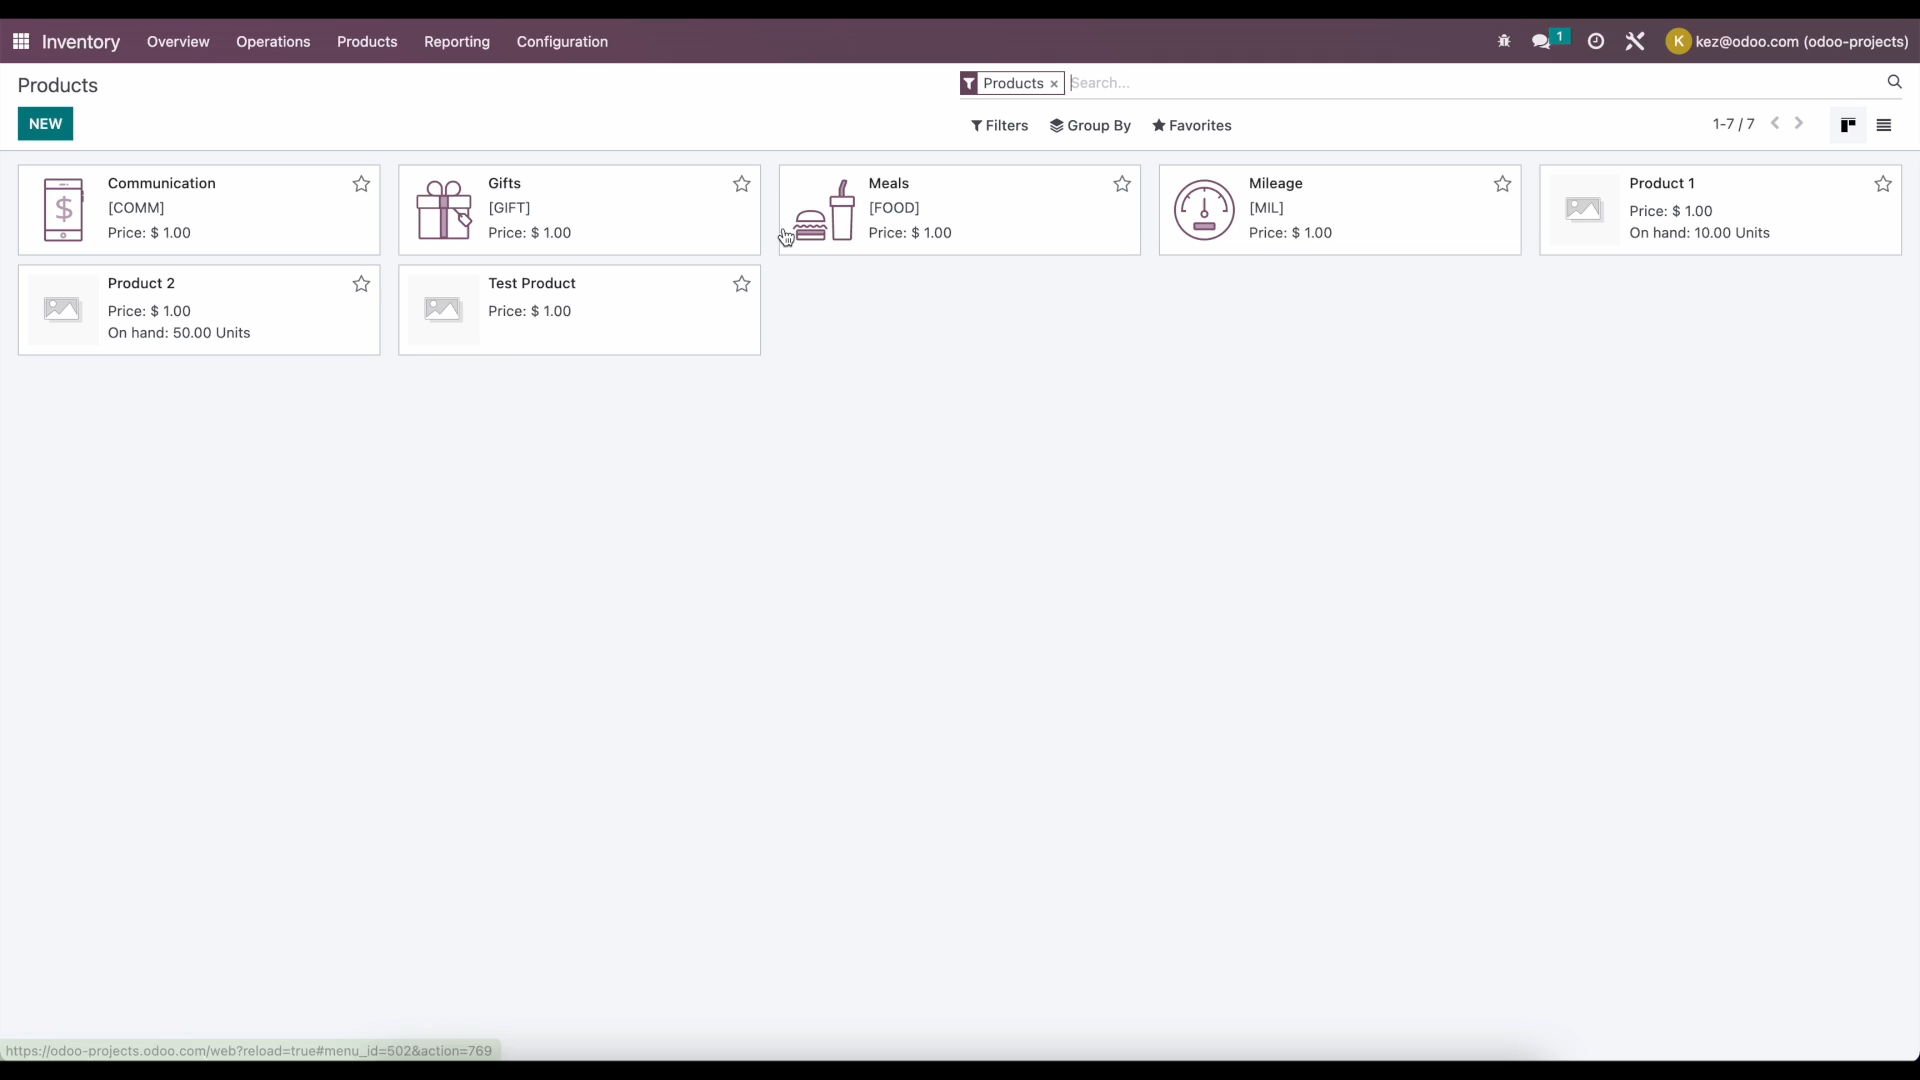 Inventory Overview Operations Products Reporting Configuration 1 K kez@odoo.com (odoo-projects)
Products Products × Search...
NEW Filters Group By Favorites 1-7 / 7
Communication
[COMM]
Price: $ 1.00
Gifts
[GIFT]
Price: $ 1.00
Meals
[FOOD]
Price: $ 1.00
Mileage
[MIL]
Price: $ 1.00
Product 1
Price: $ 1.00
On hand: 10.00 Units
Product 2
Price: $ 1.00
On hand: 50.00 Units
Test Product
Price: $ 1.00
https://odoo-projects.odoo.com/web?reload=true#menu_id=502&action=769